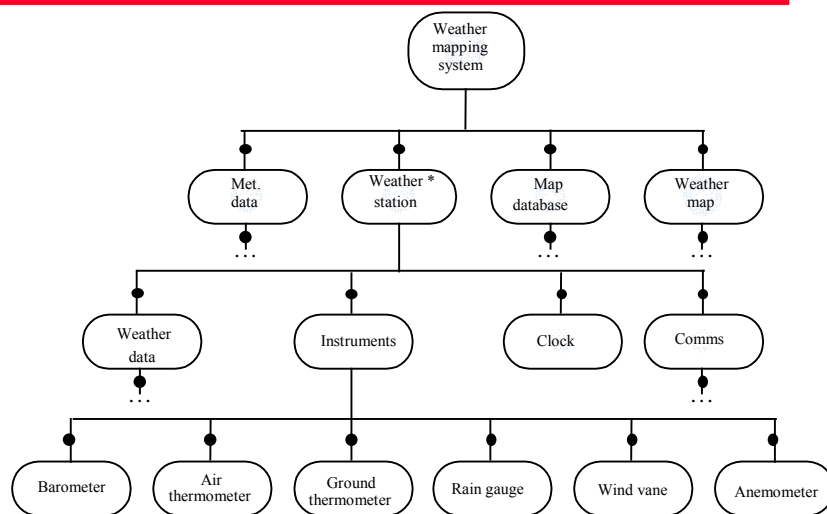 Weather
mapping
system
Met.
data
Weather *
station
Map
database
Weather
map
...
...
...
Weather
data
Instruments
Clock
Comms
...
...
Barometer
Air
thermometer
Ground
thermometer
Rain gauge
Wind vane
Anemometer